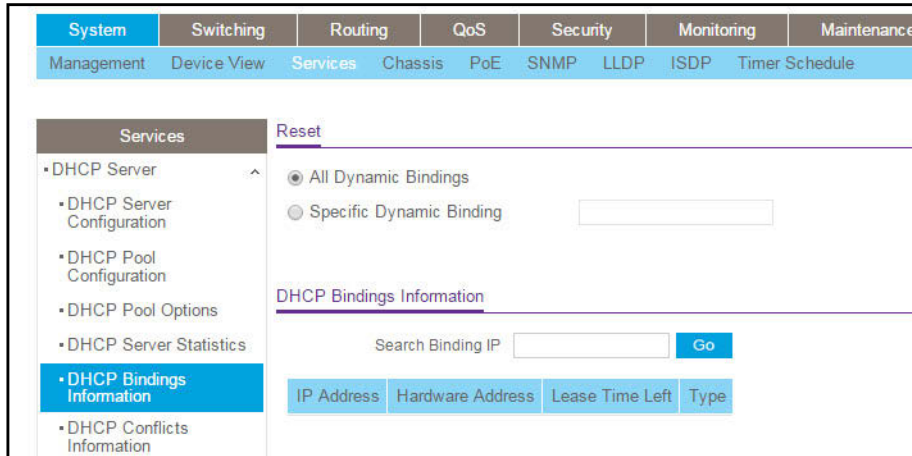 System Switching Routing QoS Security Monitoring Maintenance
Management Device View Services Chassis PoE SNMP LLDP ISDP Timer Schedule
Services
DHCP Server
DHCP Server
Configuration
DHCP Pool
Configuration
DHCP Pool Options
DHCP Server Statistics
DHCP Bindings
Information
DHCP Conflicts
Information
Reset
All Dynamic Bindings
Specific Dynamic Binding
DHCP Bindings Information
Search Binding IP Go
IP Address Hardware Address Lease Time Left Type